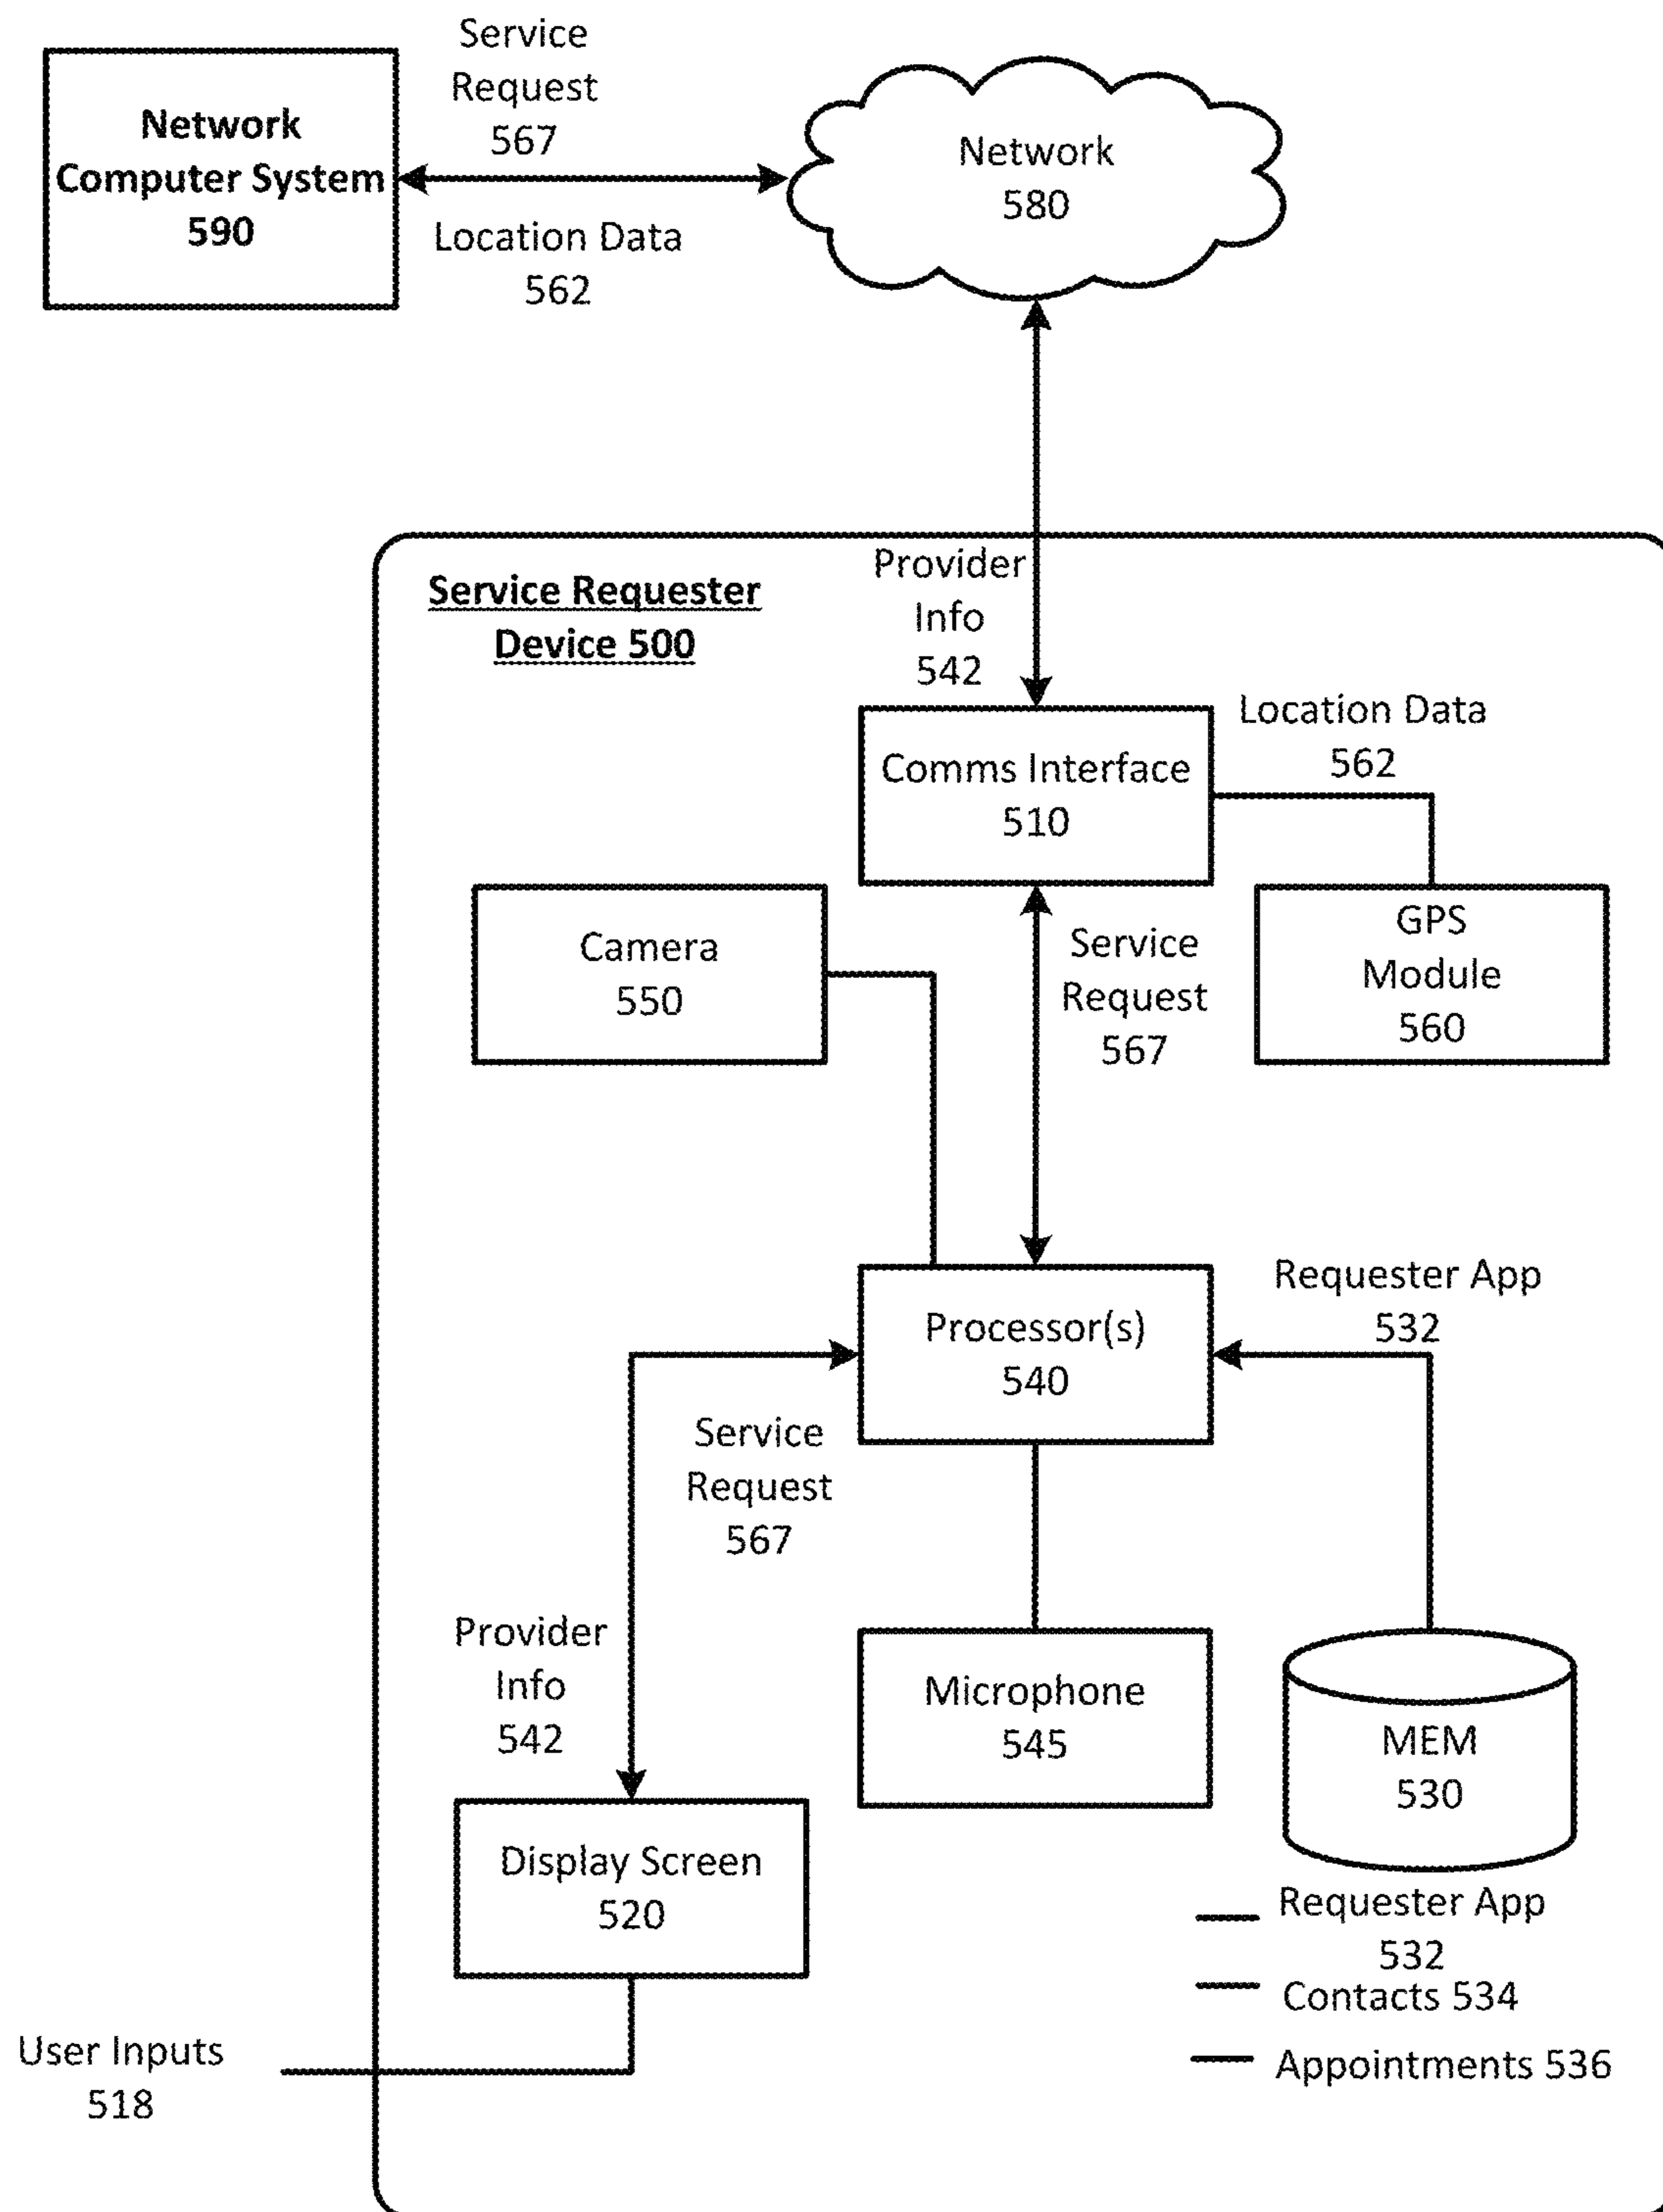 Service
Request
567
Network
Computer System
590
Location Data
562
Network
580
Service Requester
Device 500
Provider
Info
542
Comms Interface
510
Location Data
562
Camera
550
Service
Request
567
GPS
Module
560
Processor(s)
540
Requester App
532
Service
Request
567
Provider
Info
542
Microphone
545
MEM
530
Display Screen
520
Requester App
532
Contacts 534
Appointments 536
User Inputs
518